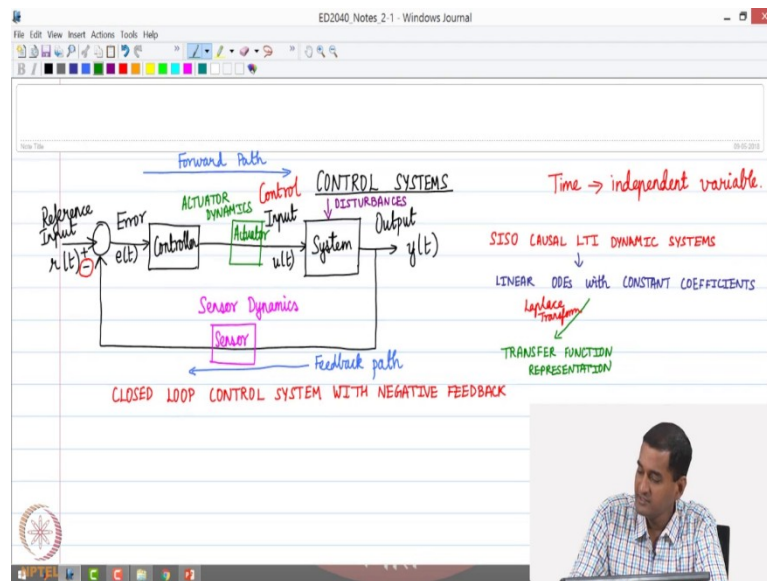 ED2040_Notes_2-1 - Windows Journal
File Edit View Insert Actions Tools Help
B I
Note Title
09-05-2018
Forward Path
CONTROL SYSTEMS
Time → independent variable.
Reference
Input
r(t)
+
−
Error
e(t)
Controller
ACTUATOR
DYNAMICS
Actuator
Control
Input
u(t)
DISTURBANCES
System
Output
y(t)
SISO CAUSAL LTI DYNAMIC SYSTEMS
↓
LINEAR ODEs with CONSTANT COEFFICIENTS
Laplace
Transform
TRANSFER FUNCTION
REPRESENTATION
Sensor Dynamics
Sensor
Feedback path
CLOSED LOOP CONTROL SYSTEM WITH NEGATIVE FEEDBACK
NPTEL